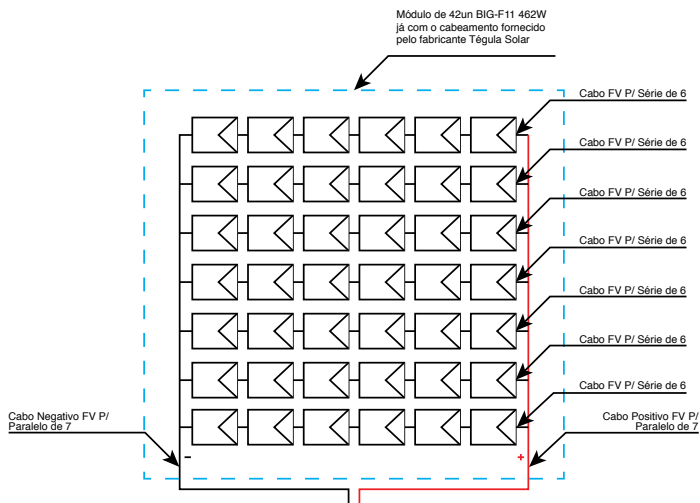 Módulo de 42un BIG-F11 462W
já com o cabeamento fornecido
pelo fabricante Tégula Solar
Cabo FV P/ Série de 6
Cabo FV P/ Série de 6
Cabo FV P/ Série de 6
Cabo FV P/ Série de 6
Cabo FV P/ Série de 6
Cabo FV P/ Série de 6
Cabo FV P/ Série de 6
Cabo Negativo FV P/
Paralelo de 7
Cabo Positivo FV P/
Paralelo de 7
-
+